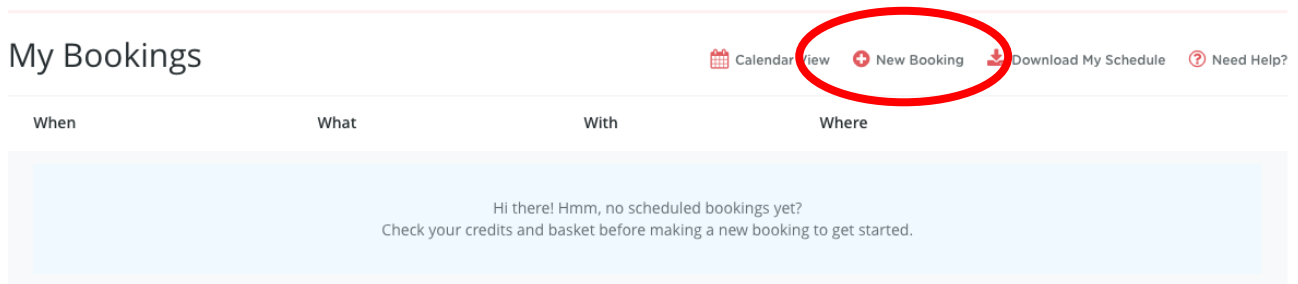 My Bookings
Calendar View New Booking Download My Schedule Need Help?
When What With Where
Hi there! Hmm, no scheduled bookings yet?
Check your credits and basket before making a new booking to get started.